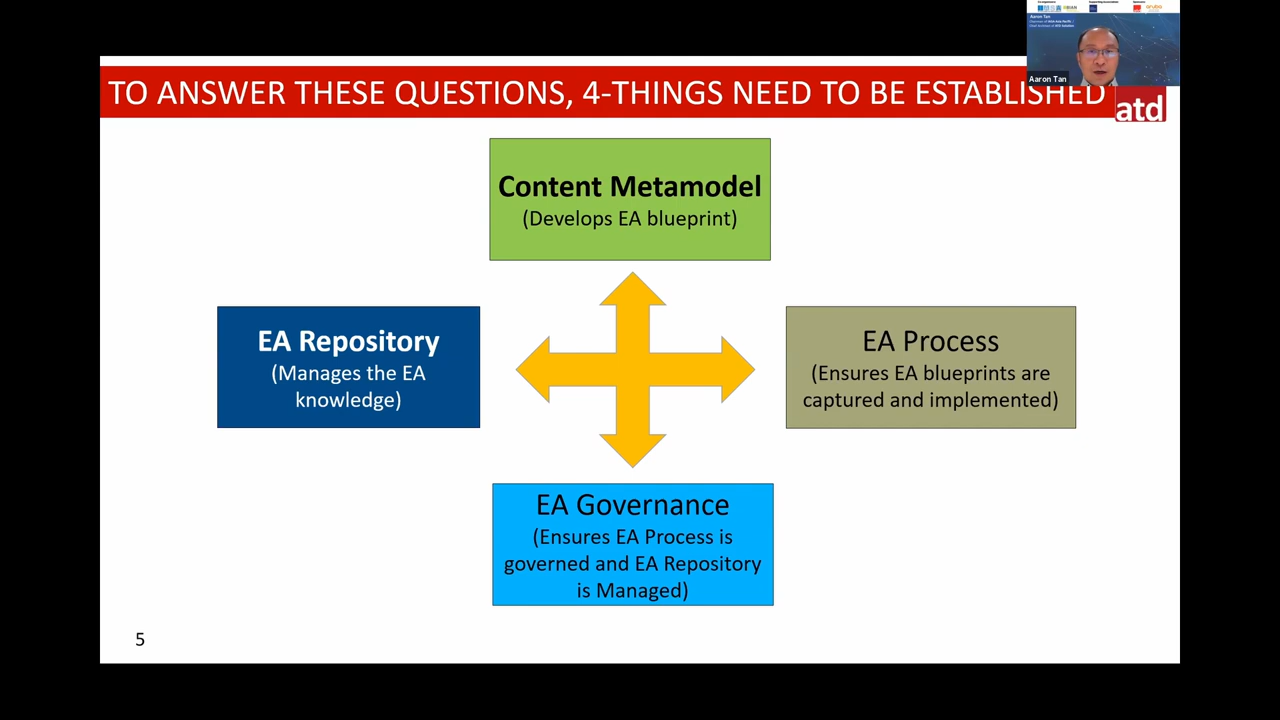 Aaron Tan
Aaron Tan
TO ANSWER THESE QUESTIONS, 4-THINGS NEED TO BE ESTABLISHED
atd
Content Metamodel
(Develops EA blueprint)
EA Repository
(Manages the EA
knowledge)
EA Process
(Ensures EA blueprints are
captured and implemented)
EA Governance
(Ensures EA Process is
governed and EA Repository
is Managed)
5